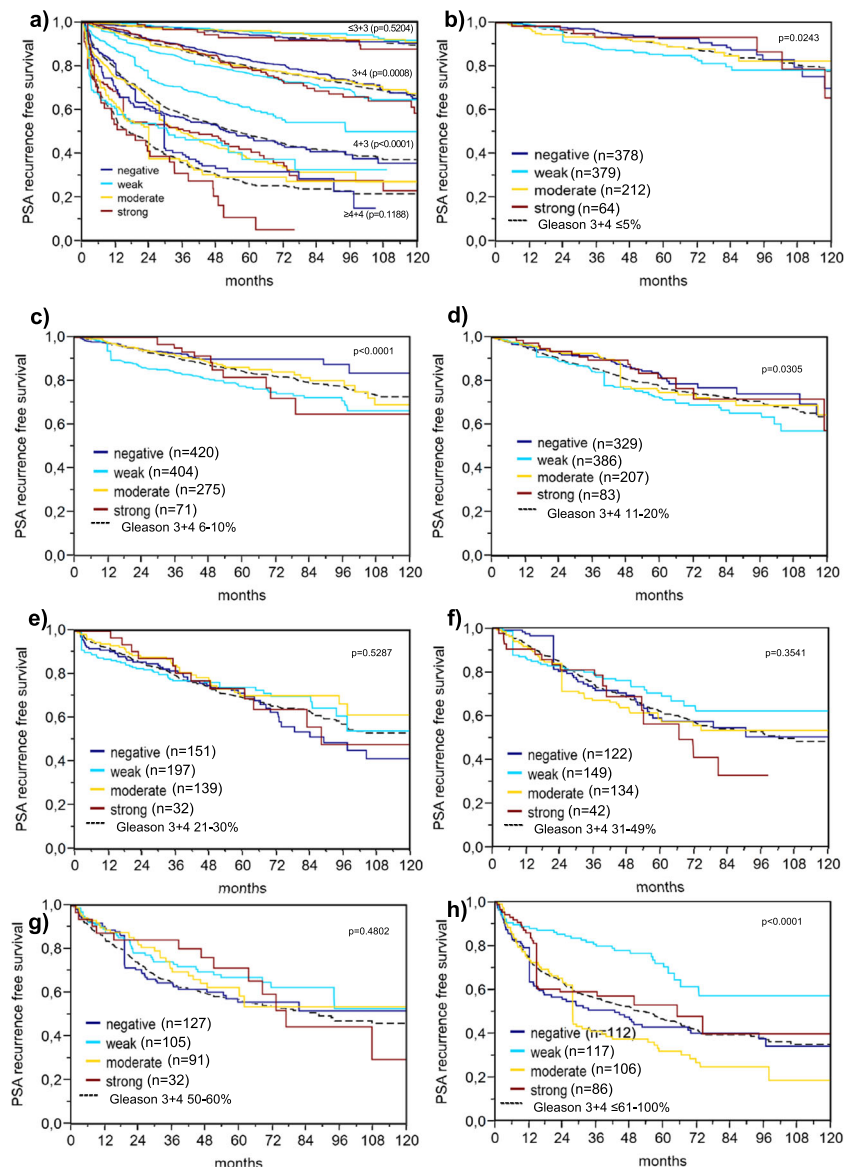 a)
PSA recurrence free survival
1,0
0,8
0,6
0,4
0,2
0,0
≤3+3 (p=0.5204)
3+4 (p=0.0008)
4+3 (p<0.0001)
≥4+4 (p=0.1188)
negative
weak
moderate
strong
0 12 24 36 48 60 72 84 96 108 120
months
b)
PSA recurrence free survival
1,0
0,8
0,6
0,4
0,2
0,0
p=0.0243
negative (n=378)
weak (n=379)
moderate (n=212)
strong (n=64)
Gleason 3+4 ≤5%
0 12 24 36 48 60 72 84 96 108 120
months
c)
PSA recurrence free survival
1,0
0,8
0,6
0,4
0,2
0,0
p<0.0001
negative (n=420)
weak (n=404)
moderate (n=275)
strong (n=71)
Gleason 3+4 6-10%
0 12 24 36 48 60 72 84 96 108 120
months
d)
PSA recurrence free survival
1,0
0,8
0,6
0,4
0,2
0,0
p=0.0305
negative (n=329)
weak (n=386)
moderate (n=207)
strong (n=83)
Gleason 3+4 11-20%
0 12 24 36 48 60 72 84 96 108 120
months
e)
PSA recurrence free survival
1,0
0,8
0,6
0,4
0,2
0,0
p=0.5287
negative (n=151)
weak (n=197)
moderate (n=139)
strong (n=32)
Gleason 3+4 21-30%
0 12 24 36 48 60 72 84 96 108 120
months
f)
PSA recurrence free survival
1,0
0,8
0,6
0,4
0,2
0,0
p=0.3541
negative (n=122)
weak (n=149)
moderate (n=134)
strong (n=42)
Gleason 3+4 31-49%
0 12 24 36 48 60 72 84 96 108 120
months
g)
PSA recurrence free survival
1,0
0,8
0,6
0,4
0,2
0,0
p=0.4802
negative (n=127)
weak (n=105)
moderate (n=91)
strong (n=32)
Gleason 3+4 50-60%
0 12 24 36 48 60 72 84 96 108 120
months
h)
PSA recurrence free survival
1,0
0,8
0,6
0,4
0,2
0,0
p<0.0001
negative (n=112)
weak (n=117)
moderate (n=106)
strong (n=86)
Gleason 3+4 ≤61-100%
0 12 24 36 48 60 72 84 96 108 120
months